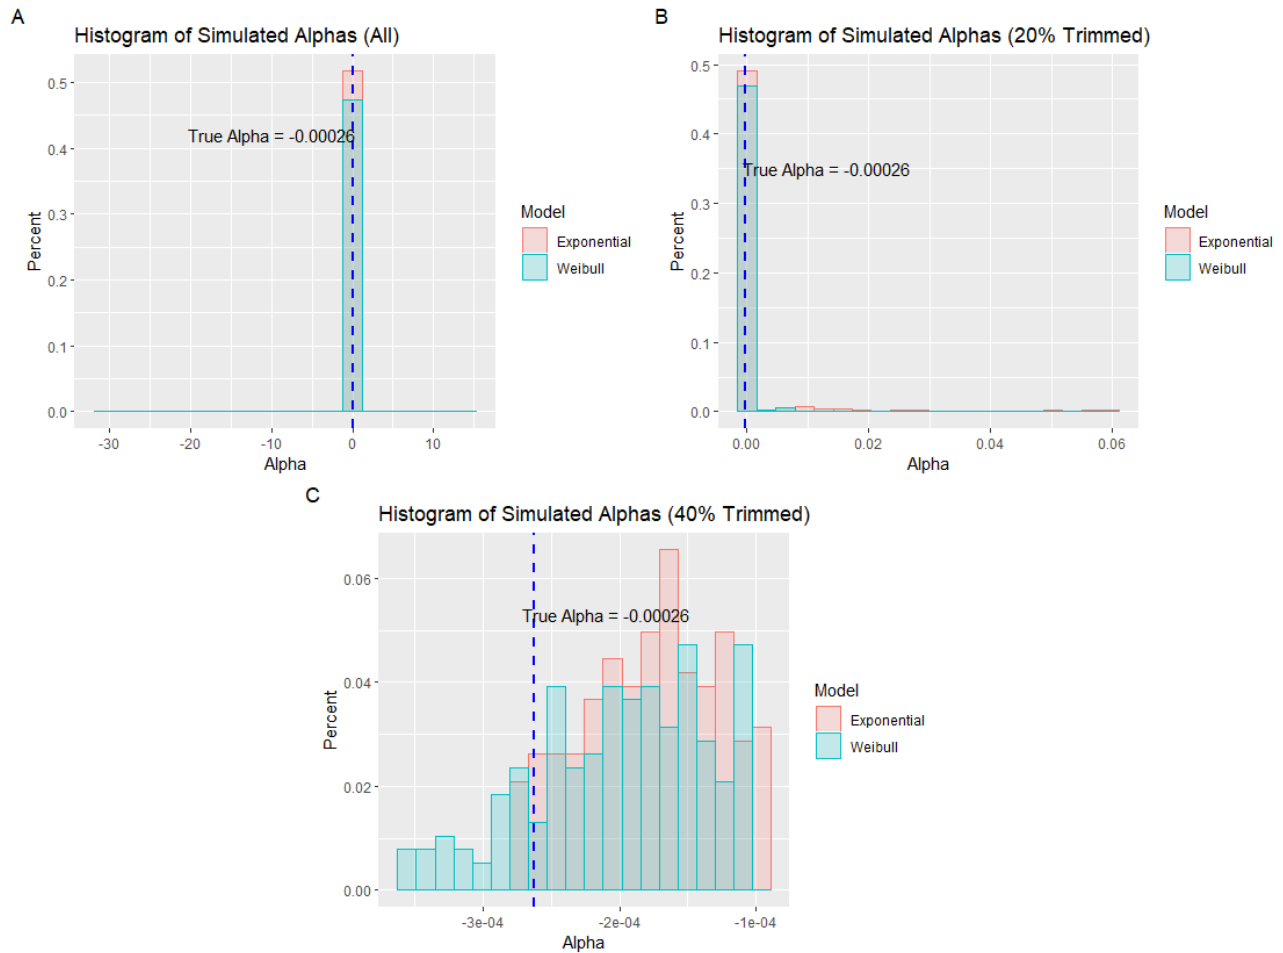 A
Histogram of Simulated Alphas (All)
0.5
0.4
0.3
0.2
0.1
0.0
Percent
True Alpha = -0.00026
-30
-20
-10
0
10
Alpha
Model
Exponential
Weibull
B
Histogram of Simulated Alphas (20% Trimmed)
0.5
0.4
0.3
0.2
0.1
0.0
Percent
True Alpha = -0.00026
0.00
0.02
0.04
0.06
Alpha
Model
Exponential
Weibull
C
Histogram of Simulated Alphas (40% Trimmed)
0.06
0.04
0.02
0.00
Percent
True Alpha = -0.00026
-3e-04
-2e-04
-1e-04
Alpha
Model
Exponential
Weibull